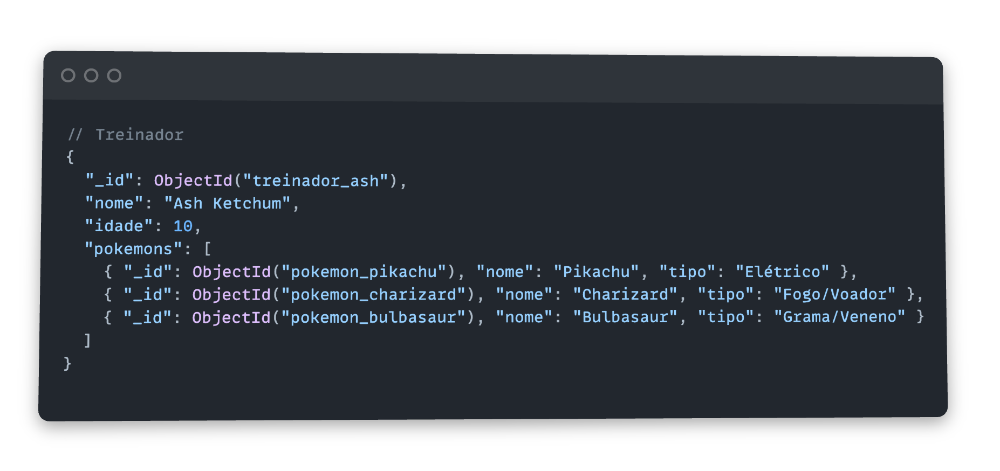 // Treinador
{
  "_id": ObjectId("treinador_ash"),
  "nome": "Ash Ketchum",
  "idade": 10,
  "pokemons": [
    { "_id": ObjectId("pokemon_pikachu"), "nome": "Pikachu", "tipo": "Elétrico" },
    { "_id": ObjectId("pokemon_charizard"), "nome": "Charizard", "tipo": "Fogo/Voador" },
    { "_id": ObjectId("pokemon_bulbasaur"), "nome": "Bulbasaur", "tipo": "Grama/Veneno" }
  ]
}